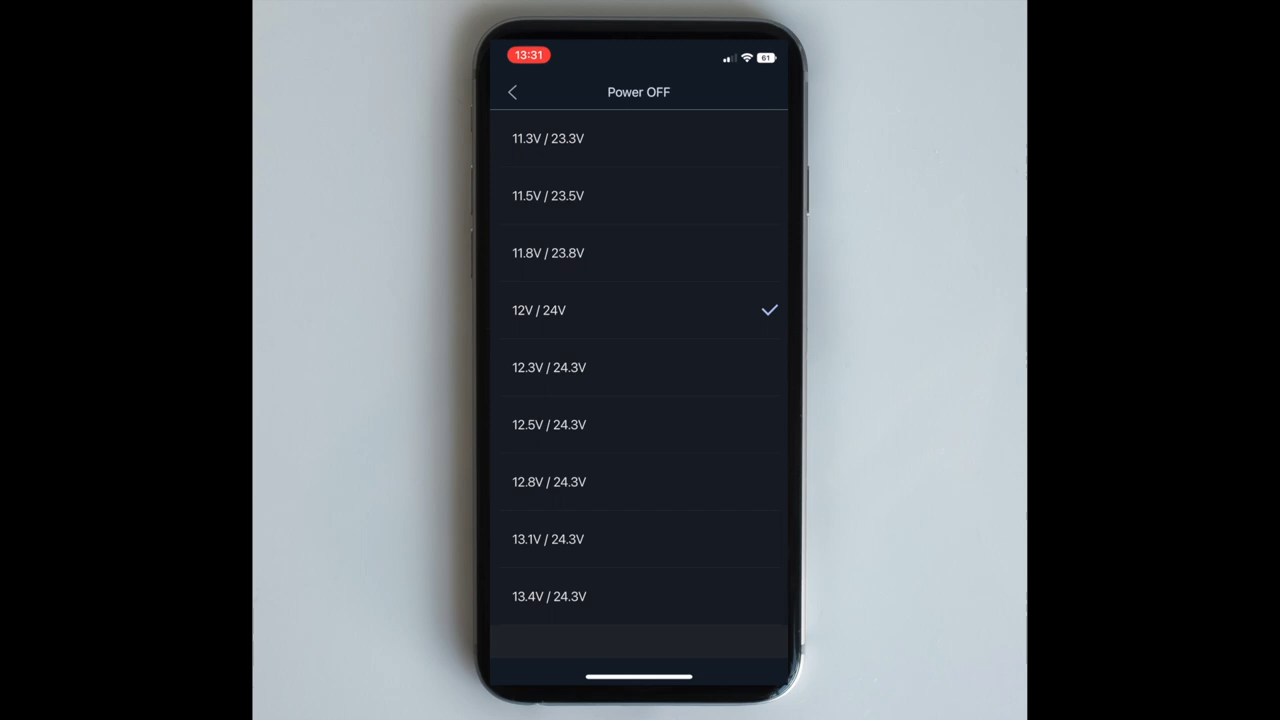 13:31
61
Power OFF
11.3V / 23.3V
11.5V / 23.5V
11.8V / 23.8V
12V / 24V
12.3V / 24.3V
12.5V / 24.3V
12.8V / 24.3V
13.1V / 24.3V
13.4V / 24.3V